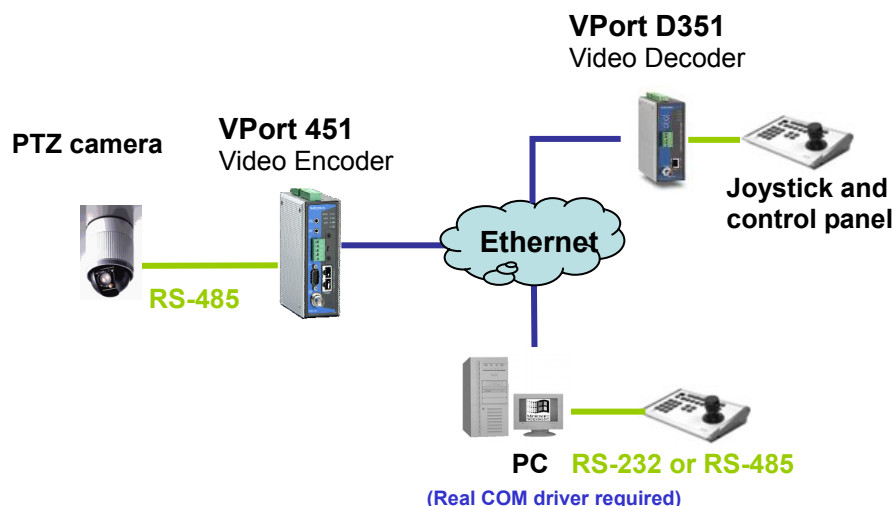 VPort D351
Video Decoder
PTZ camera
VPort 451
Video Encoder
Joystick and
control panel
Ethernet
RS-485
PC
RS-232 or RS-485
(Real COM driver required)